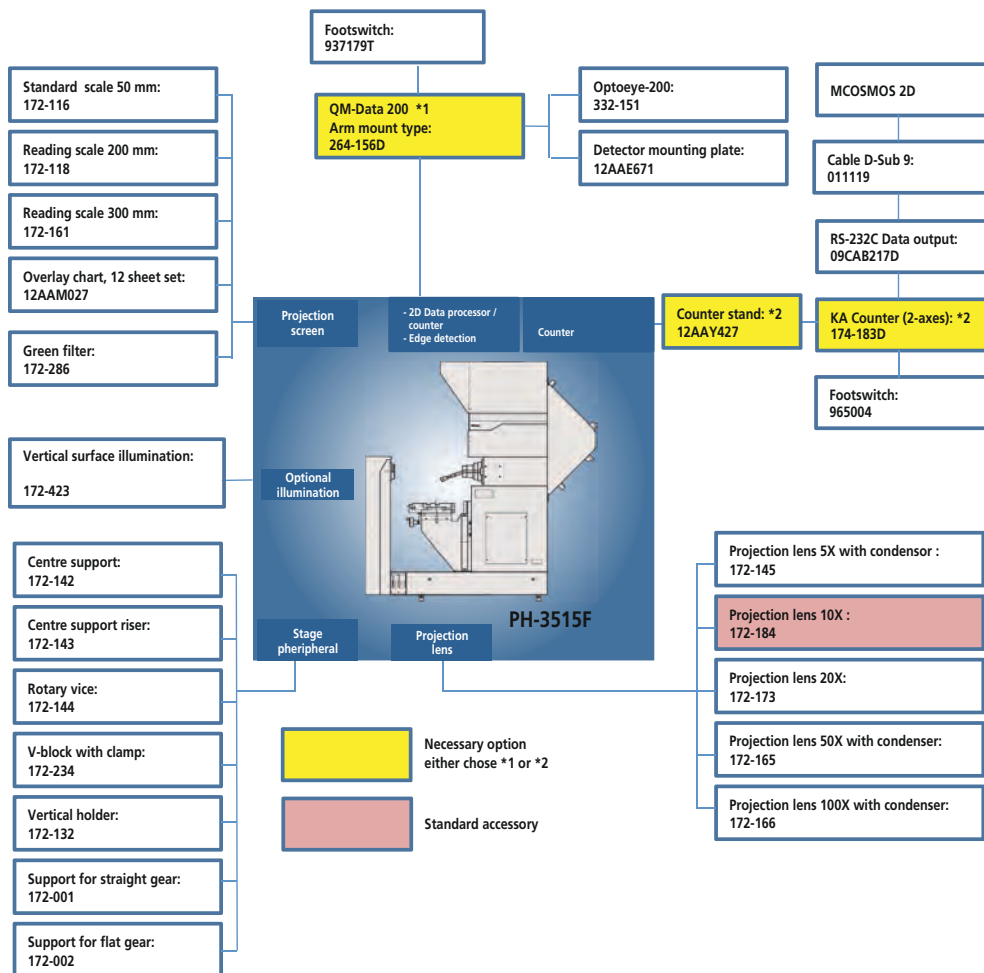 Footswitch:
937179T
Standard scale 50 mm:
172-116
Reading scale 200 mm:
172-118
Reading scale 300 mm:
172-161
Overlay chart, 12 sheet set:
12AAM027
Green filter:
172-286
QM-Data 200 *1
Arm mount type:
264-156D
Optoeye-200:
332-151
Detector mounting plate:
12AAE671
MCOSMOS 2D
Cable D-Sub 9:
011119
RS-232C Data output:
09CAB217D
Counter stand: *2
12AAY427
KA Counter (2-axes): *2
174-183D
Footswitch:
965004
Projection
screen
- 2D Data processor /
counter
- Edge detection
Counter
Vertical surface illumination:
172-423
Optional
illumination
PH-3515F
Stage
pheripheral
Projection
lens
Centre support:
172-142
Centre support riser:
172-143
Rotary vice:
172-144
V-block with clamp:
172-234
Vertical holder:
172-132
Support for straight gear:
172-001
Support for flat gear:
172-002
Necessary option
either chose *1 or *2
Standard accessory
Projection lens 5X with condensor :
172-145
Projection lens 10X :
172-184
Projection lens 20X:
172-173
Projection lens 50X with condenser:
172-165
Projection lens 100X with condenser:
172-166